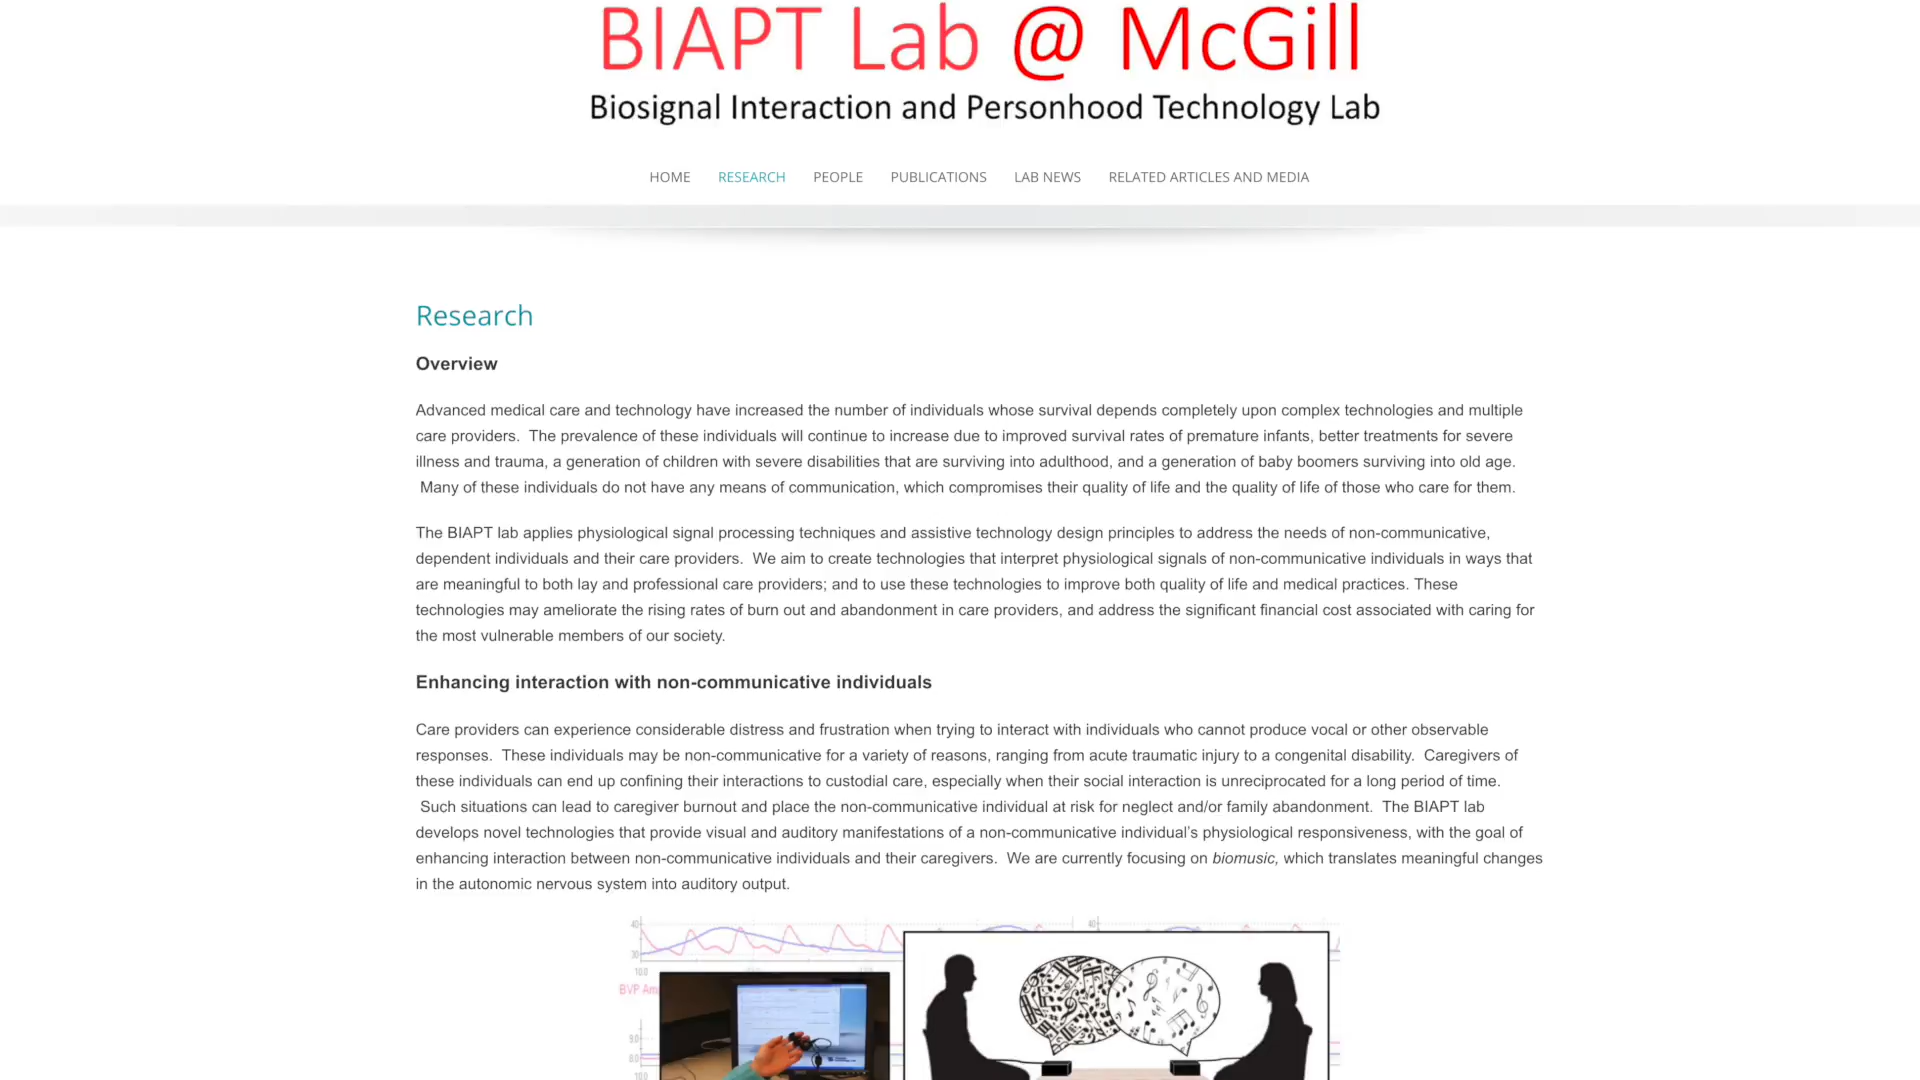 BIAPT Lab @ McGill
Biosignal Interaction and Personhood Technology Lab
HOME RESEARCH PEOPLE PUBLICATIONS LAB NEWS RELATED ARTICLES AND MEDIA
Research
Overview
Advanced medical care and technology have increased the number of individuals whose survival depends completely upon complex technologies and multiple
care providers.  The prevalence of these individuals will continue to increase due to improved survival rates of premature infants, better treatments for severe
illness and trauma, a generation of children with severe disabilities that are surviving into adulthood, and a generation of baby boomers surviving into old age.
Many of these individuals do not have any means of communication, which compromises their quality of life and the quality of life of those who care for them.
The BIAPT lab applies physiological signal processing techniques and assistive technology design principles to address the needs of non-communicative,
dependent individuals and their care providers.  We aim to create technologies that interpret physiological signals of non-communicative individuals in ways that
are meaningful to both lay and professional care providers; and to use these technologies to improve both quality of life and medical practices. These
technologies may ameliorate the rising rates of burn out and abandonment in care providers, and address the significant financial cost associated with caring for
the most vulnerable members of our society.
Enhancing interaction with non-communicative individuals
Care providers can experience considerable distress and frustration when trying to interact with individuals who cannot produce vocal or other observable
responses.  These individuals may be non-communicative for a variety of reasons, ranging from acute traumatic injury to a congenital disability.  Caregivers of
these individuals can end up confining their interactions to custodial care, especially when their social interaction is unreciprocated for a long period of time.
Such situations can lead to caregiver burnout and place the non-communicative individual at risk for neglect and/or family abandonment.  The BIAPT lab
develops novel technologies that provide visual and auditory manifestations of a non-communicative individual’s physiological responsiveness, with the goal of
enhancing interaction between non-communicative individuals and their caregivers.  We are currently focusing on biomusic, which translates meaningful changes
in the autonomic nervous system into auditory output.
40 40
30
10.0
BVP Am
9.0
6.0
10.0